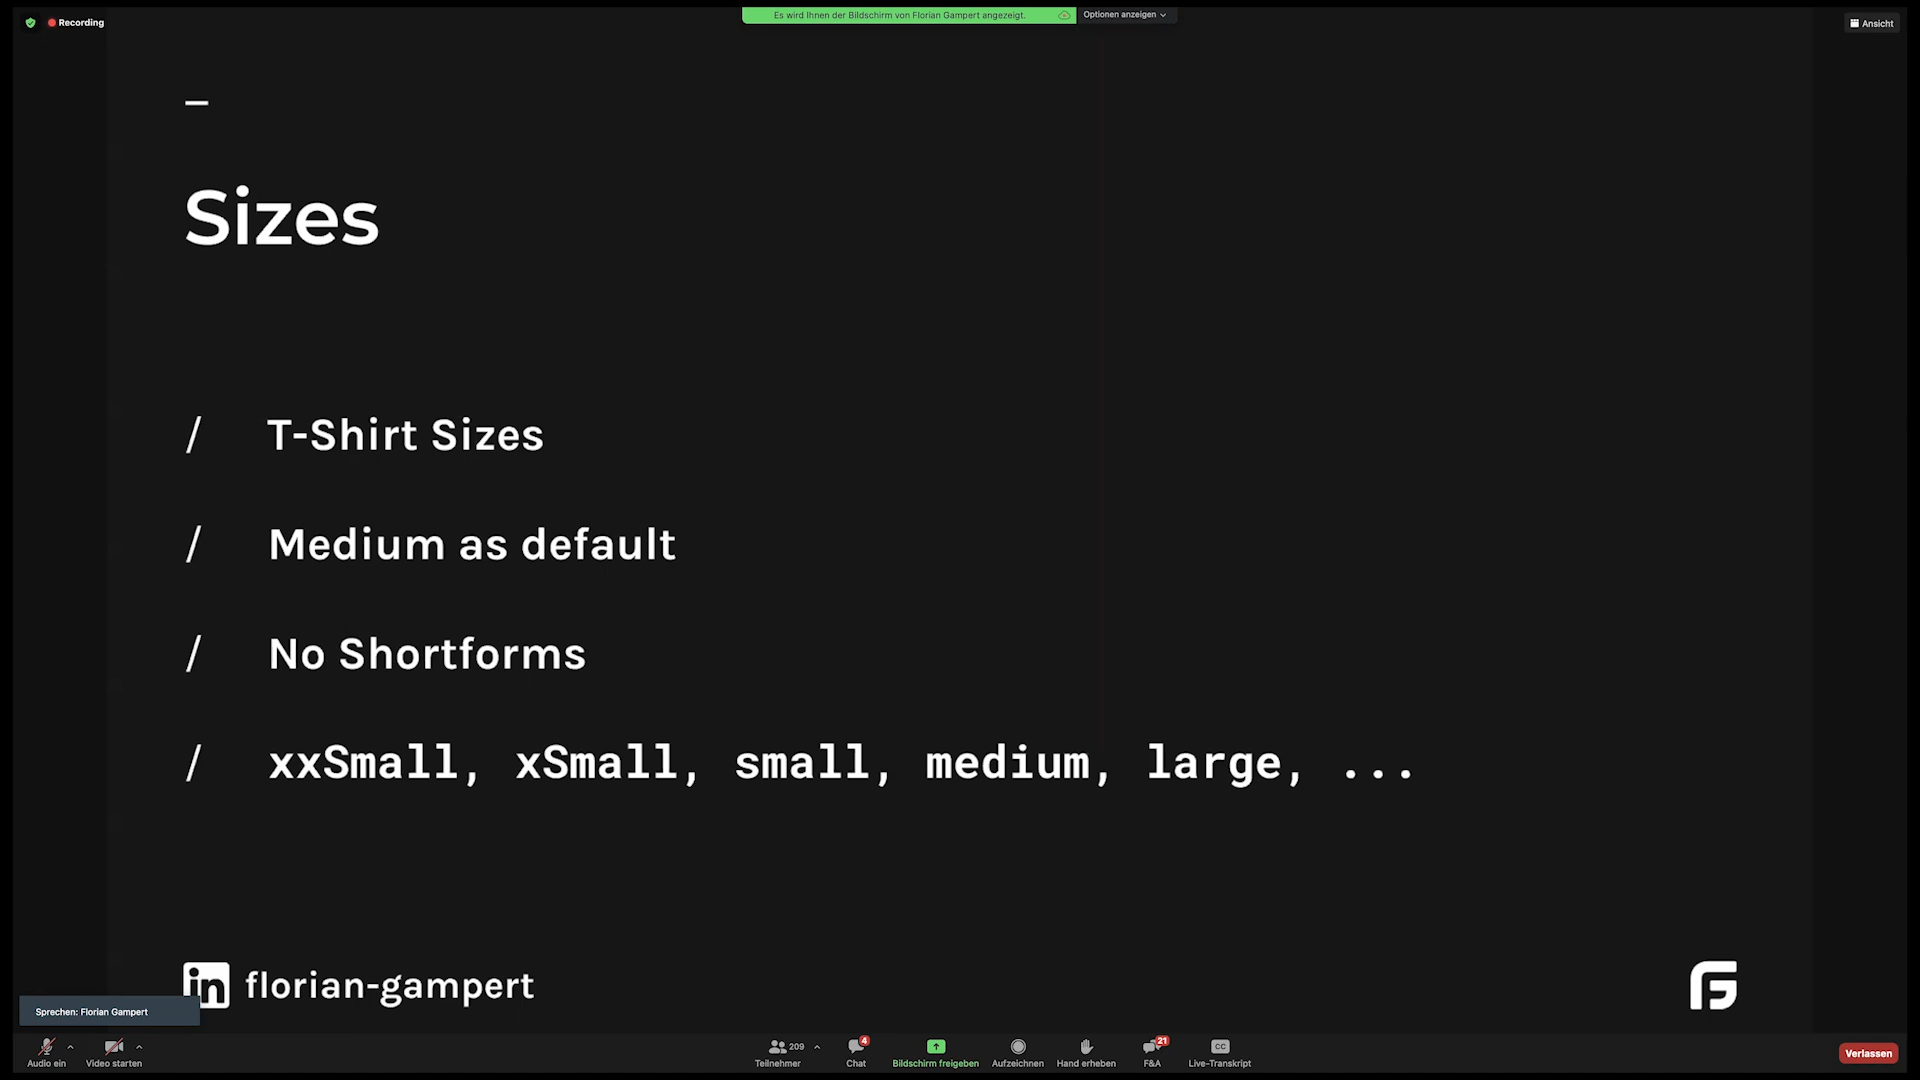 Recording
Es wird Ihnen der Bildschirm von Florian Gampert angezeigt.
Optionen anzeigen
Ansicht
–
Sizes
/ T-Shirt Sizes
/ Medium as default
/ No Shortforms
/ xxSmall, xSmall, small, medium, large, ...
in florian-gampert
Sprechen: Florian Gampert
209
4
21
CC
Audio ein
Video starten
Teilnehmer
Chat
Bildschirm freigeben
Aufzeichnen
Hand erheben
F&A
Live-Transkript
Verlassen